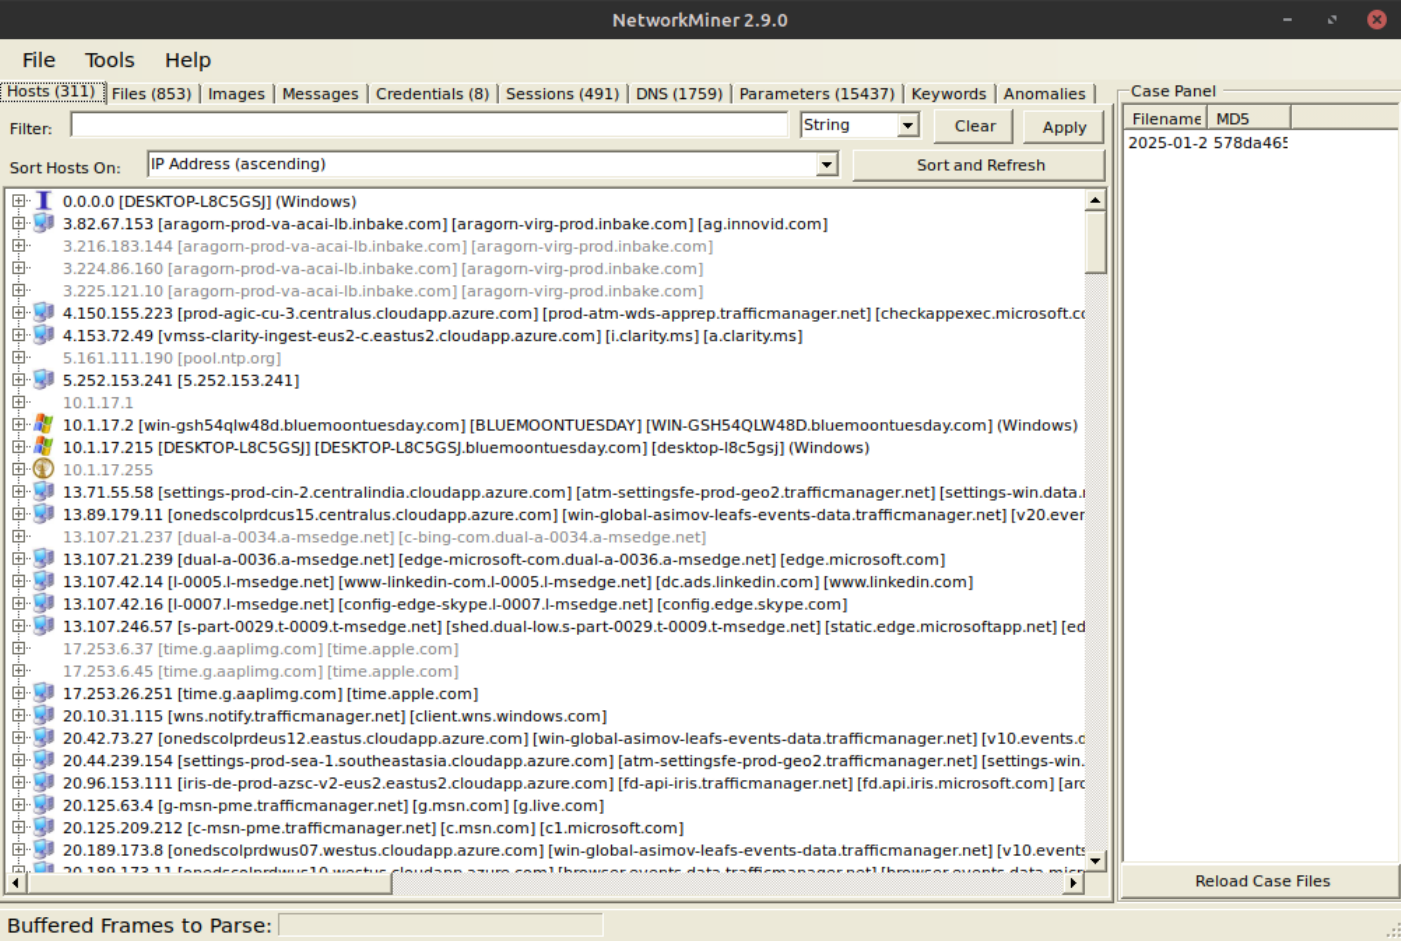 NetworkMiner 2.9.0
File Tools Help
Hosts (311) Files (853) Images Messages Credentials (8) Sessions (491) DNS (1759) Parameters (15437) Keywords Anomalies
Filter: String Clear Apply
Sort Hosts On: IP Address (ascending) Sort and Refresh
0.0.0.0 [DESKTOP-L8C5GSJ] (Windows)
3.82.67.153 [aragorn-prod-va-acai-lb.inbake.com] [aragorn-virg-prod.inbake.com] [ag.innovid.com]
3.216.183.144 [aragorn-prod-va-acai-lb.inbake.com] [aragorn-virg-prod.inbake.com]
3.224.86.160 [aragorn-prod-va-acai-lb.inbake.com] [aragorn-virg-prod.inbake.com]
3.225.121.10 [aragorn-prod-va-acai-lb.inbake.com] [aragorn-virg-prod.inbake.com]
4.150.155.223 [prod-agic-cu-3.centralus.cloudapp.azure.com] [prod-atm-wds-apprep.trafficmanager.net] [checkappexec.microsoft.cc
4.153.72.49 [vmss-clarity-ingest-eus2-c.eastus2.cloudapp.azure.com] [i.clarity.ms] [a.clarity.ms]
5.161.111.190 [pool.ntp.org]
5.252.153.241 [5.252.153.241]
10.1.17.1
10.1.17.2 [win-gsh54qlw48d.bluemoontuesday.com] [BLUEMOONTUESDAY] [WIN-GSH54QLW48D.bluemoontuesday.com] (Windows)
10.1.17.215 [DESKTOP-L8C5GSJ] [DESKTOP-L8C5GSJ.bluemoontuesday.com] [desktop-l8c5gsj] (Windows)
10.1.17.255
13.71.55.58 [settings-prod-cin-2.centralindia.cloudapp.azure.com] [atm-settingsfe-prod-geo2.trafficmanager.net] [settings-win.data.
13.89.179.11 [onedscolprdcus15.centralus.cloudapp.azure.com] [win-global-asimov-leafs-events-data.trafficmanager.net] [v20.ever
13.107.21.237 [dual-a-0034.a-msedge.net] [c-bing-com.dual-a-0034.a-msedge.net]
13.107.21.239 [dual-a-0036.a-msedge.net] [edge-microsoft-com.dual-a-0036.a-msedge.net] [edge.microsoft.com]
13.107.42.14 [l-0005.l-msedge.net] [www-linkedin-com.l-0005.l-msedge.net] [dc.ads.linkedin.com] [www.linkedin.com]
13.107.42.16 [l-0007.l-msedge.net] [config-edge-skype.l-0007.l-msedge.net] [config.edge.skype.com]
13.107.246.57 [s-part-0029.t-0009.t-msedge.net] [shed.dual-low.s-part-0029.t-0009.t-msedge.net] [static.edge.microsoftapp.net] [ed
17.253.6.37 [time.g.aaplimg.com] [time.apple.com]
17.253.6.45 [time.g.aaplimg.com] [time.apple.com]
17.253.26.251 [time.g.aaplimg.com] [time.apple.com]
20.10.31.115 [wns.notify.trafficmanager.net] [client.wns.windows.com]
20.42.73.27 [onedscolprdeus12.eastus.cloudapp.azure.com] [win-global-asimov-leafs-events-data.trafficmanager.net] [v10.events.c
20.44.239.154 [settings-prod-sea-1.southeastasia.cloudapp.azure.com] [atm-settingsfe-prod-geo2.trafficmanager.net] [settings-win.
20.96.153.111 [iris-de-prod-azsc-v2-eus2.eastus2.cloudapp.azure.com] [fd-api-iris.trafficmanager.net] [fd.api.iris.microsoft.com] [arc
20.125.63.4 [g-msn-pme.trafficmanager.net] [g.msn.com] [g.live.com]
20.125.209.212 [c-msn-pme.trafficmanager.net] [c.msn.com] [c1.microsoft.com]
20.189.173.8 [onedscolprdwus07.westus.cloudapp.azure.com] [win-global-asimov-leafs-events-data.trafficmanager.net] [v10.events
20.189.173.11 [onedscolprdwus10.westus.cloudapp.azure.com] [browser.events.data.trafficmanager.net] [browser.events.data.micr
Case Panel
Filename MD5
2025-01-2 578da465
Reload Case Files
Buffered Frames to Parse: